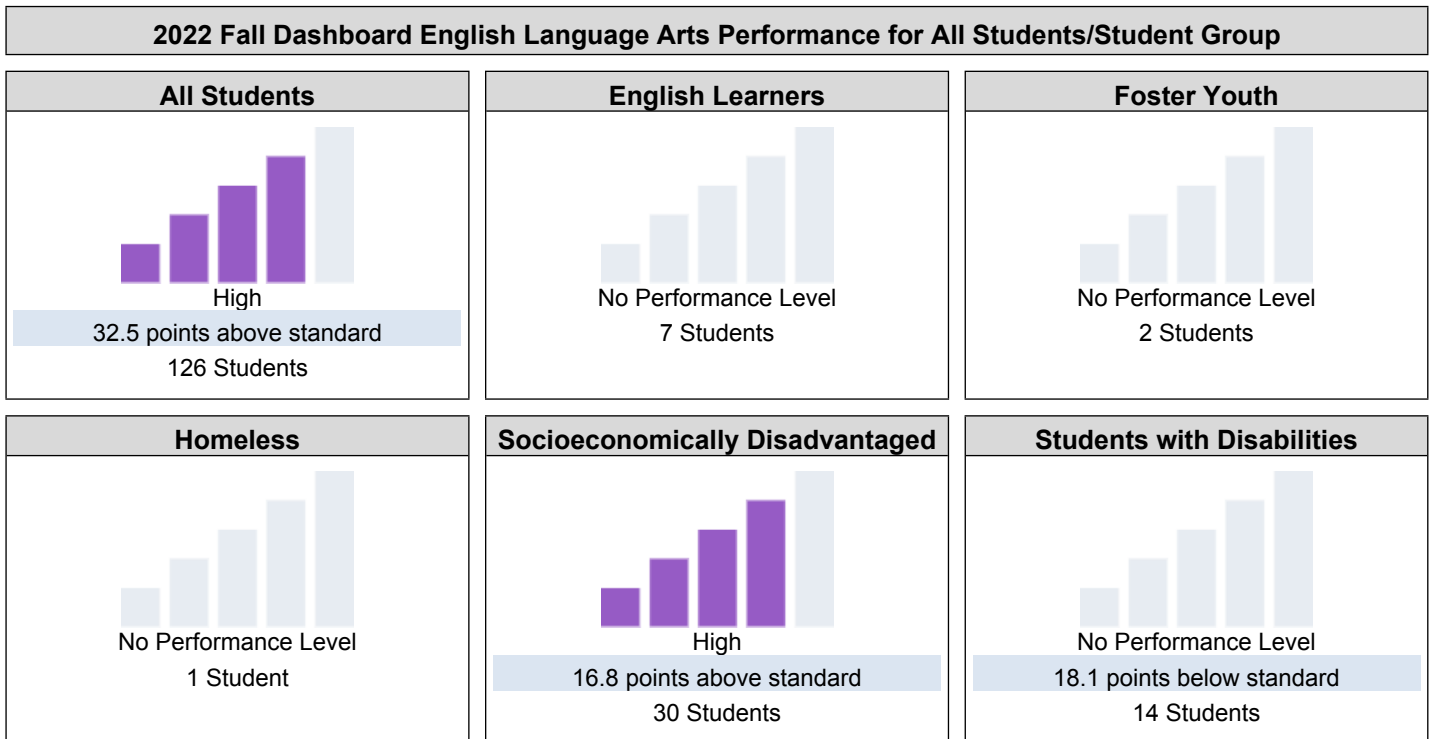 2022 Fall Dashboard English Language Arts Performance for All Students/Student Group
All Students
High
32.5 points above standard
126 Students
English Learners
No Performance Level
7 Students
Foster Youth
No Performance Level
2 Students
Homeless
No Performance Level
1 Student
Socioeconomically Disadvantaged
High
16.8 points above standard
30 Students
Students with Disabilities
No Performance Level
18.1 points below standard
14 Students